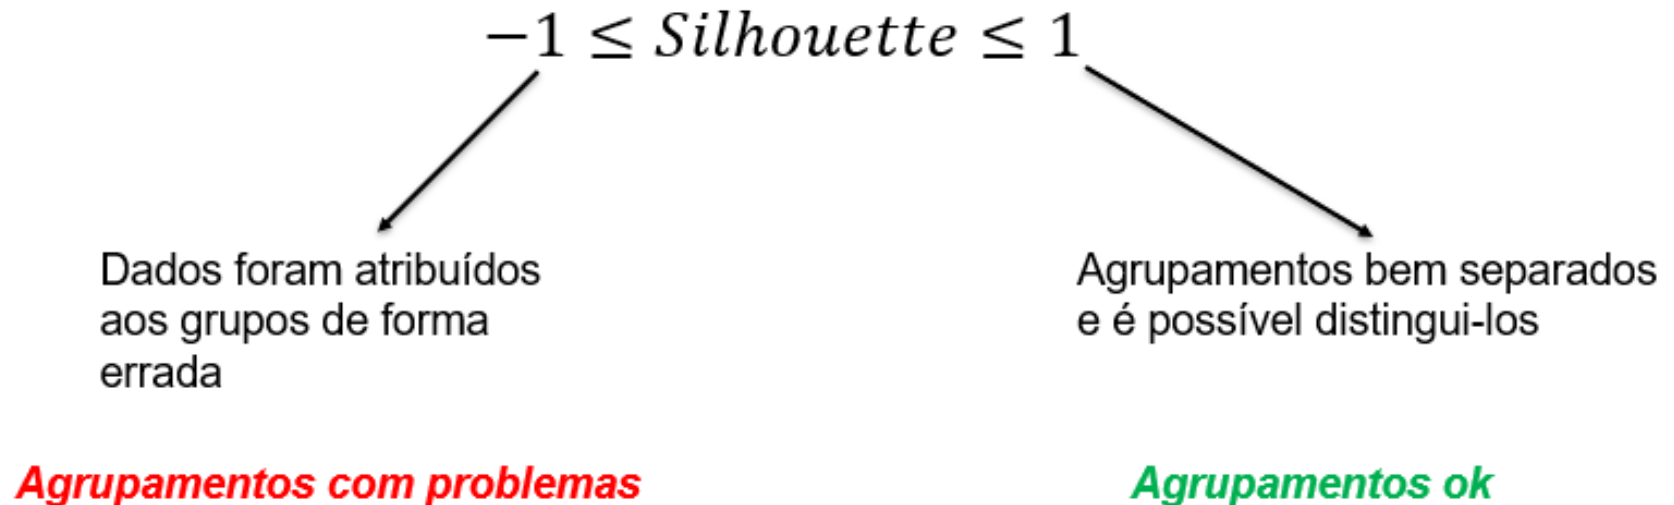 −1 ≤ Silhouette ≤ 1
Dados foram atribuídos
aos grupos de forma
errada
Agrupamentos bem separados
e é possível distingui-los
Agrupamentos com problemas
Agrupamentos ok